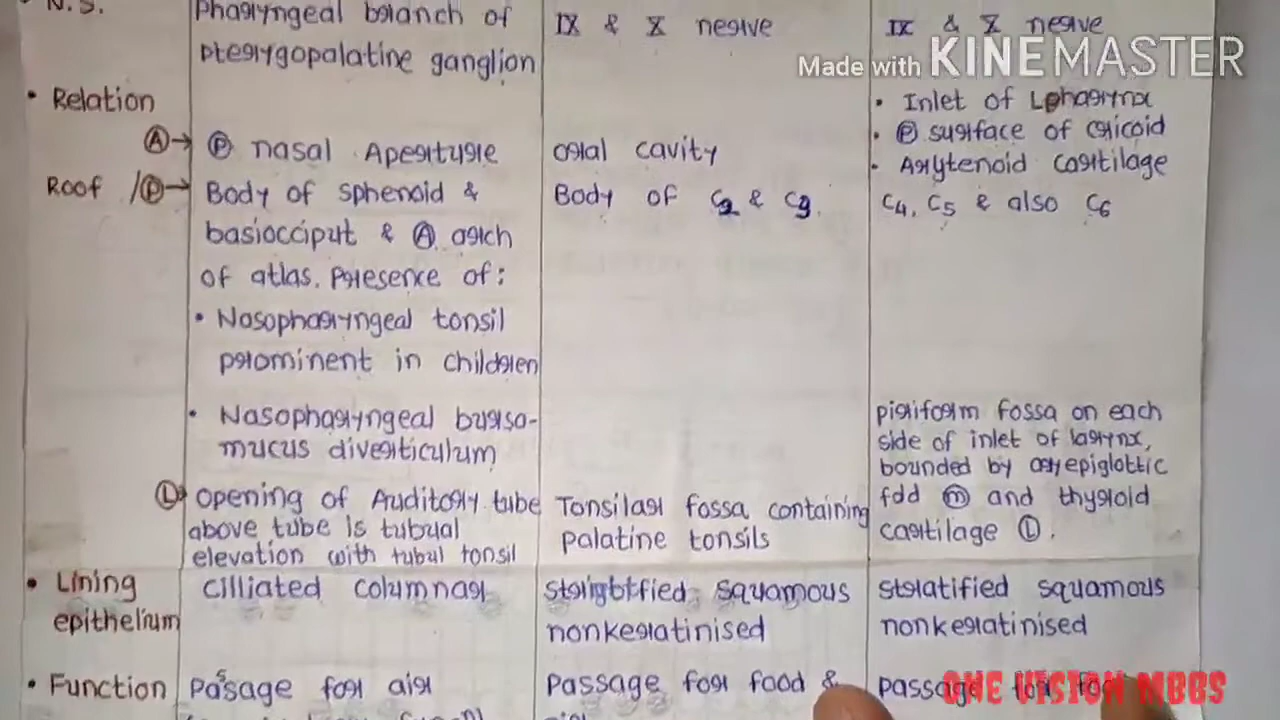 • N.S.
Pharyngeal branch of
pterygopalatine ganglion
IX & X nerve
IX & X nerve
Made with KINEMASTER
• Relation
(A)→ (P) nasal Aperture
oral cavity
• Inlet of Lpharynx
• (P) surface of cricoid
• Arytenoid cartilage
Roof / (P)→ Body of sphenoid &
basiocciput & (A) arch
of atlas. Presence of:
• Nasopharyngeal tonsil
prominent in children
• Nasopharyngeal bursa-
mucus diverticulum
Body of C2 & C3.
C4, C5 & also C6
(L)→ opening of Auditory tube
above tube is tubual
elevation with tubul tonsil
Tonsilar fossa containing
palatine tonsils
piriform fossa on each
side of inlet of larynx,
bounded by aryepiglottic
fold (m) and thyroid
cartilage (L).
• Lining
epithelium
cilliated columnar
squamous
nonkeratinised
stratified squamous
nonkeratinised
• Function
Passage for air
Passage for food &
passage for
ONE VISION MBBS